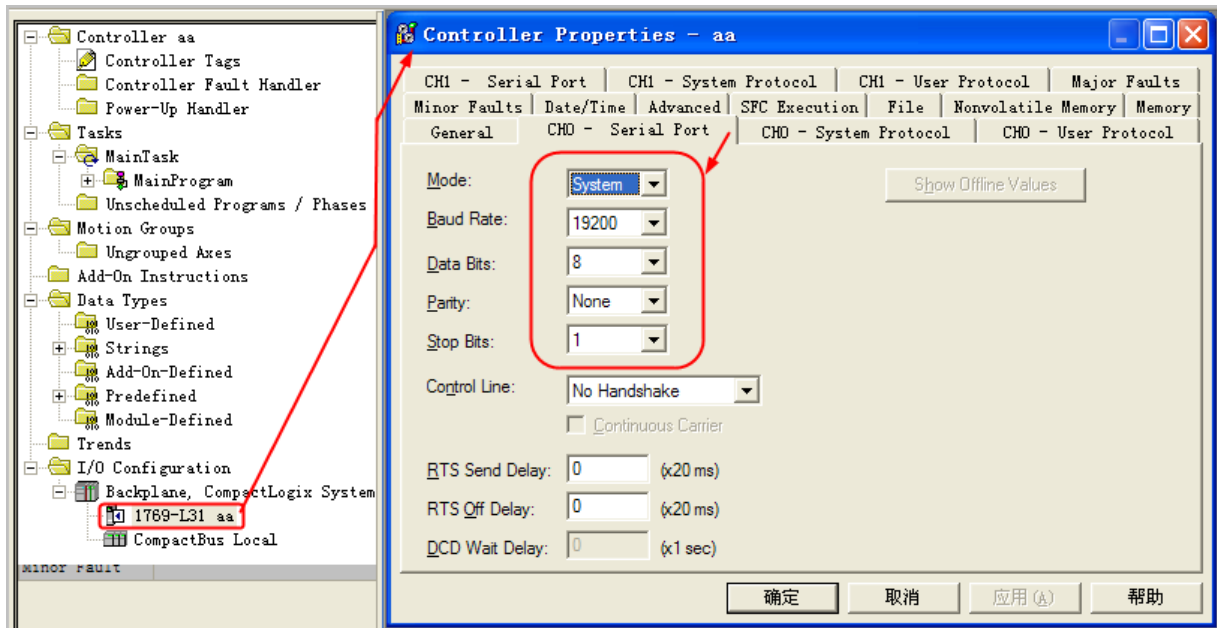 Controller aa
Controller Tags
Controller Fault Handler
Power-Up Handler
Tasks
MainTask
MainProgram
Unscheduled Programs / Phases
Motion Groups
Ungrouped Axes
Add-On Instructions
Data Types
User-Defined
Strings
Add-On-Defined
Predefined
Module-Defined
Trends
I/O Configuration
Backplane, CompactLogix System
1769-L31 aa
CompactBus Local
Minor Fault
Controller Properties - aa
CH1 - Serial Port CH1 - System Protocol CH1 - User Protocol Major Faults
Minor Faults Date/Time Advanced SFC Execution File Nonvolatile Memory Memory
General CH0 - Serial Port CH0 - System Protocol CH0 - User Protocol
Mode: System Show Offline Values
Baud Rate: 19200
Data Bits: 8
Parity: None
Stop Bits: 1
Control Line: No Handshake
Continuous Carrier
RTS Send Delay: 0 (x20 ms)
RTS Off Delay: 0 (x20 ms)
DCD Wait Delay: 0 (x1 sec)
确定 取消 应用(A) 帮助